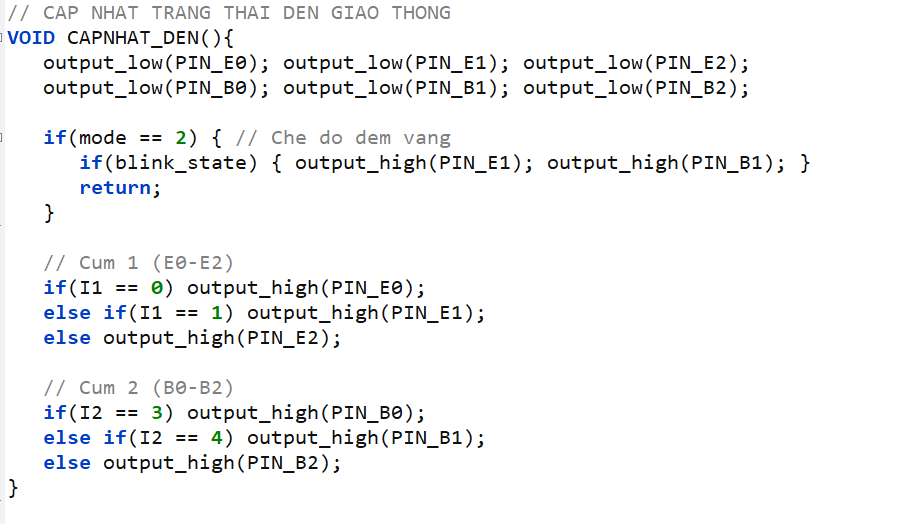 // CAP NHAT TRANG THAI DEN GIAO THONG
VOID CAPNHAT_DEN(){
   output_low(PIN_E0); output_low(PIN_E1); output_low(PIN_E2);
   output_low(PIN_B0); output_low(PIN_B1); output_low(PIN_B2);

   if(mode == 2) { // Che do dem vang
      if(blink_state) { output_high(PIN_E1); output_high(PIN_B1); }
      return;
   }

   // Cum 1 (E0-E2)
   if(I1 == 0) output_high(PIN_E0);
   else if(I1 == 1) output_high(PIN_E1);
   else output_high(PIN_E2);

   // Cum 2 (B0-B2)
   if(I2 == 3) output_high(PIN_B0);
   else if(I2 == 4) output_high(PIN_B1);
   else output_high(PIN_B2);
}